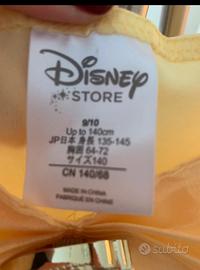 Disney
STORE
9/10
Up to 140cm
JP日本 身長 135-145
胸囲 64-72
サイズ140
CN 140/68
MADE IN CHINA
FABRIQUÉ EN CHINE
subito